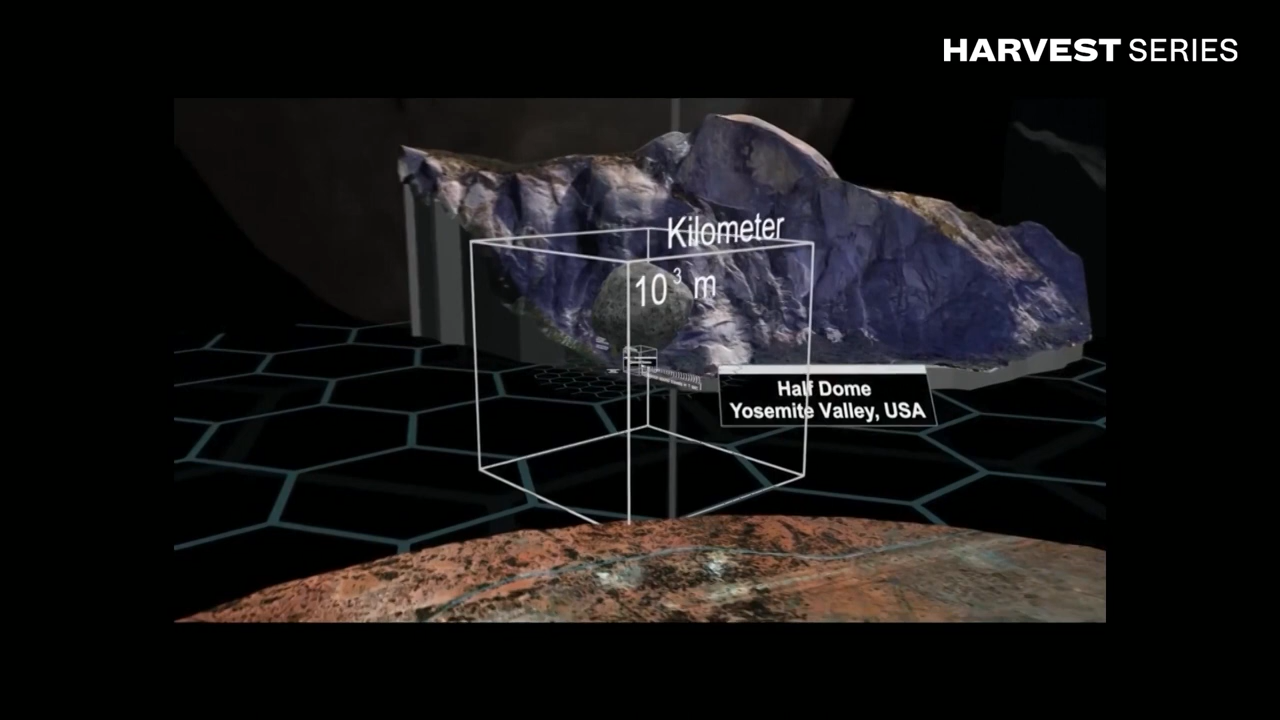 HARVEST SERIES
Kilometer
10³ m
Half Dome
Yosemite Valley, USA